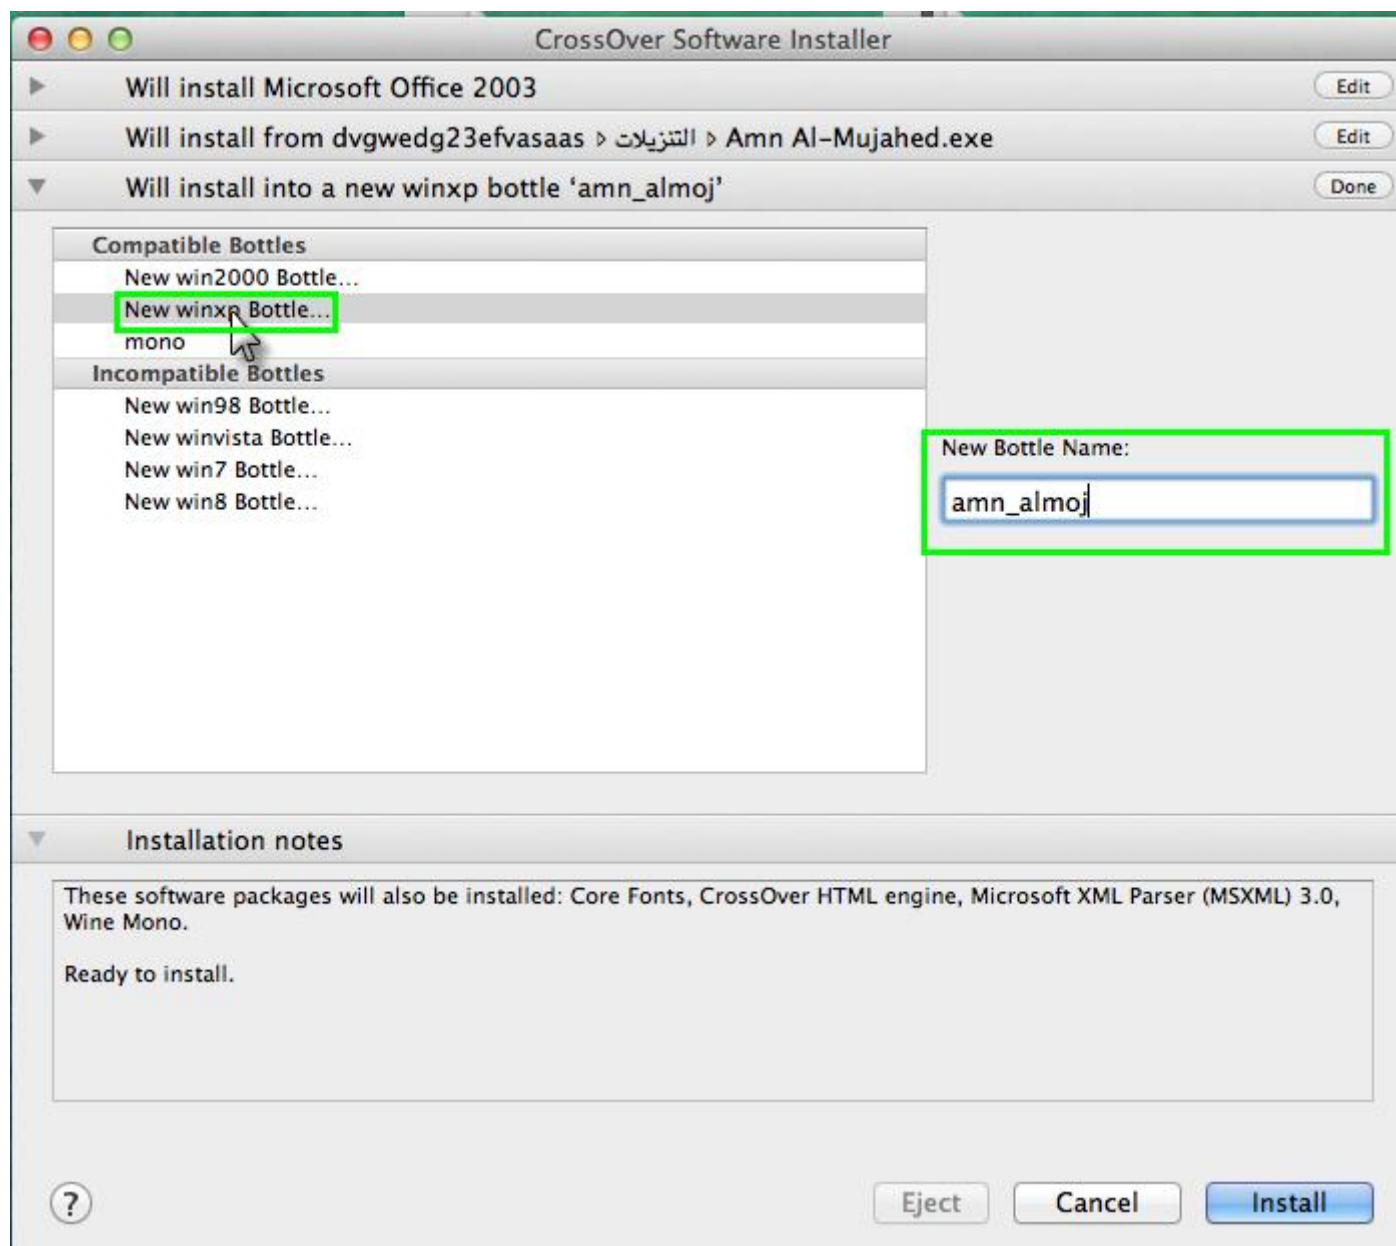 CrossOver Software Installer
Will install Microsoft Office 2003
Edit
Will install from dvgwedg23efvasaas ▹ التنزيلات ▹ Amn Al-Mujahed.exe
Edit
Will install into a new winxp bottle ‘amn_almoj’
Done
Compatible Bottles
New win2000 Bottle...
New winxp Bottle...
mono
Incompatible Bottles
New win98 Bottle...
New winvista Bottle...
New win7 Bottle...
New win8 Bottle...
New Bottle Name:
amn_almoj
Installation notes
These software packages will also be installed: Core Fonts, CrossOver HTML engine, Microsoft XML Parser (MSXML) 3.0,
Wine Mono.
Ready to install.
?
Eject
Cancel
Install